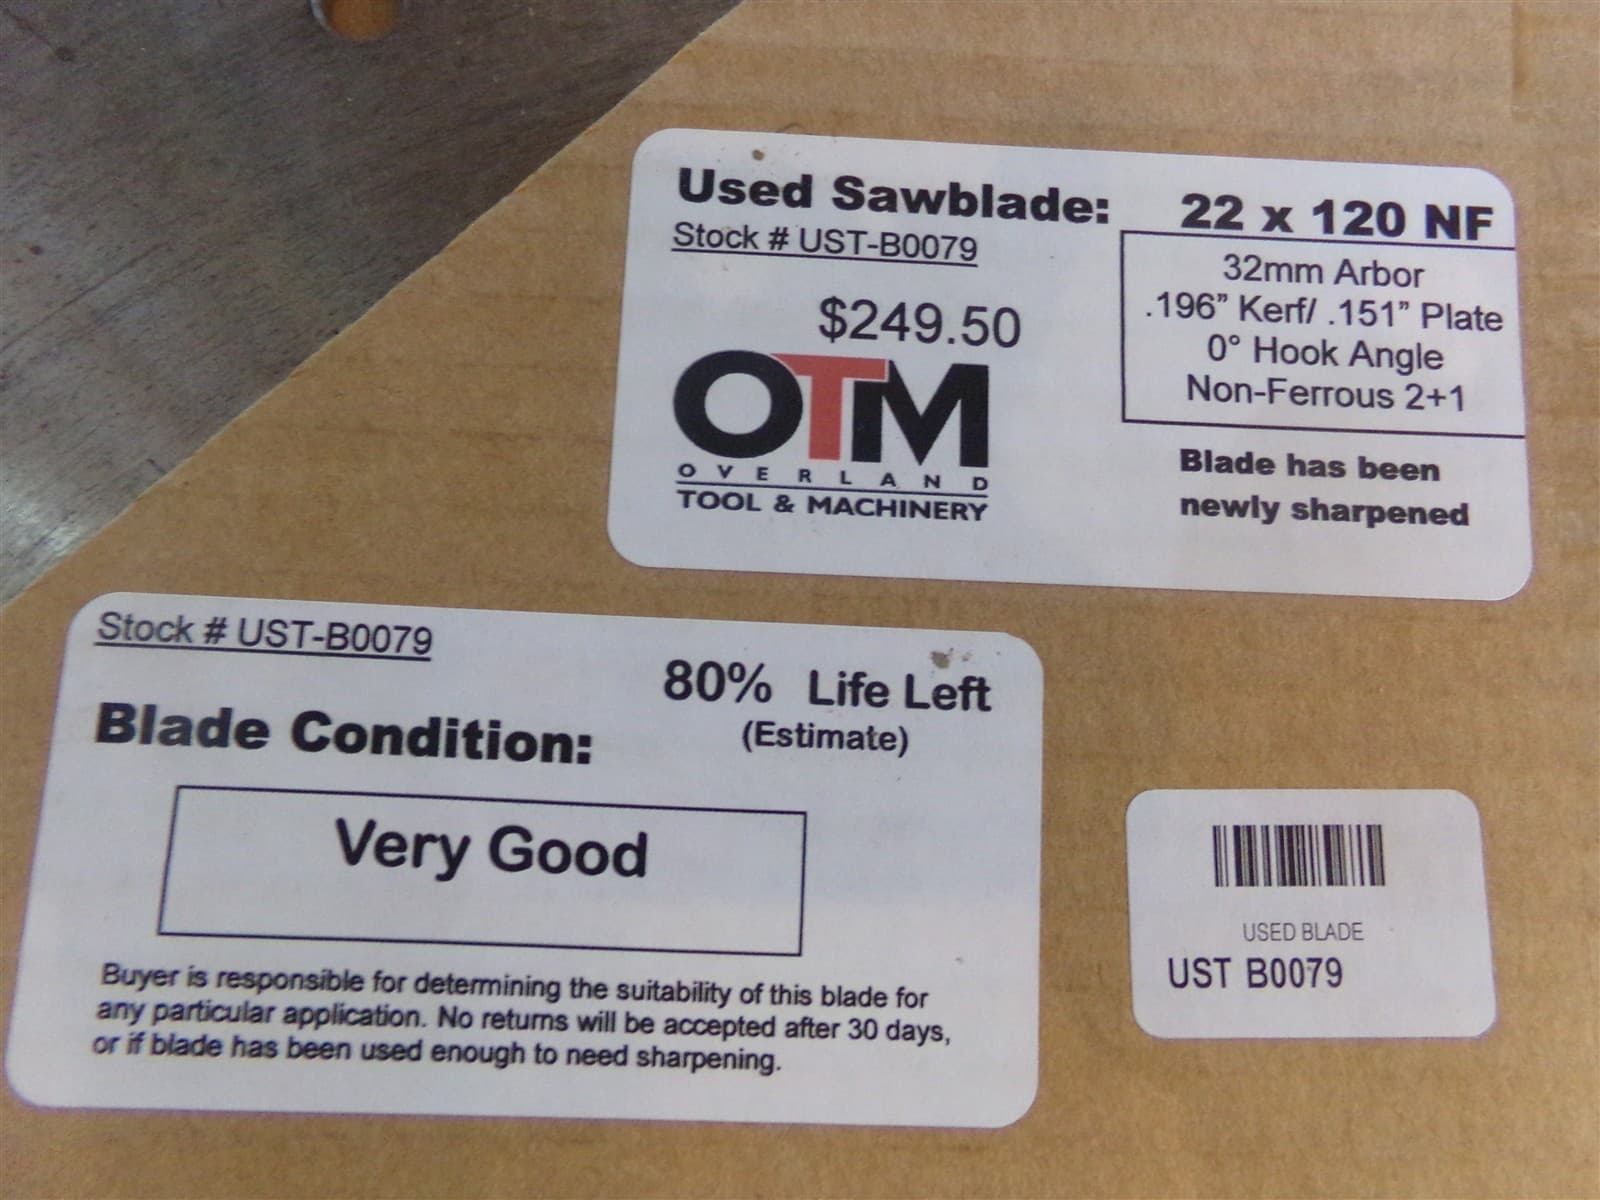 Used Sawblade: 22 x 120 NF
Stock # UST-B0079
$249.50
OTM
OVERLAND
TOOL & MACHINERY
32mm Arbor
.196" Kerf/ .151" Plate
0° Hook Angle
Non-Ferrous 2+1
Blade has been
newly sharpened
Stock # UST-B0079
80% Life Left
(Estimate)
Blade Condition:
Very Good
Buyer is responsible for determining the suitability of this blade for
any particular application. No returns will be accepted after 30 days,
or if blade has been used enough to need sharpening.
USED BLADE
UST B0079